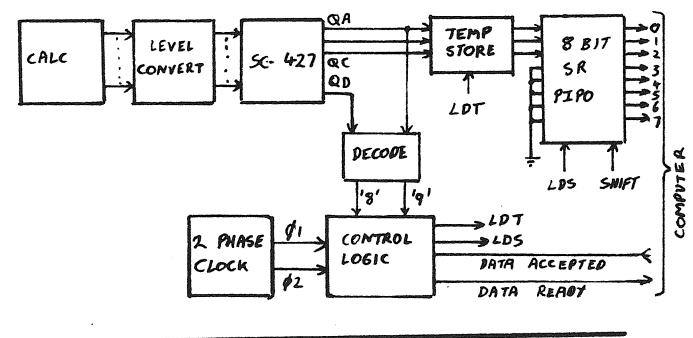 CALC
LEVEL
CONVERT
SC-427
QA
QC
QD
TEMP
STORE
LDT
8 BIT
SR
PIPO
LDS
SHIFT
0
1
2
3
4
5
6
7
COMPUTER
DECODE
'8'
'9'
2 PHASE
CLOCK
φ1
φ2
CONTROL
LOGIC
LDT
LDS
DATA ACCEPTED
DATA READY